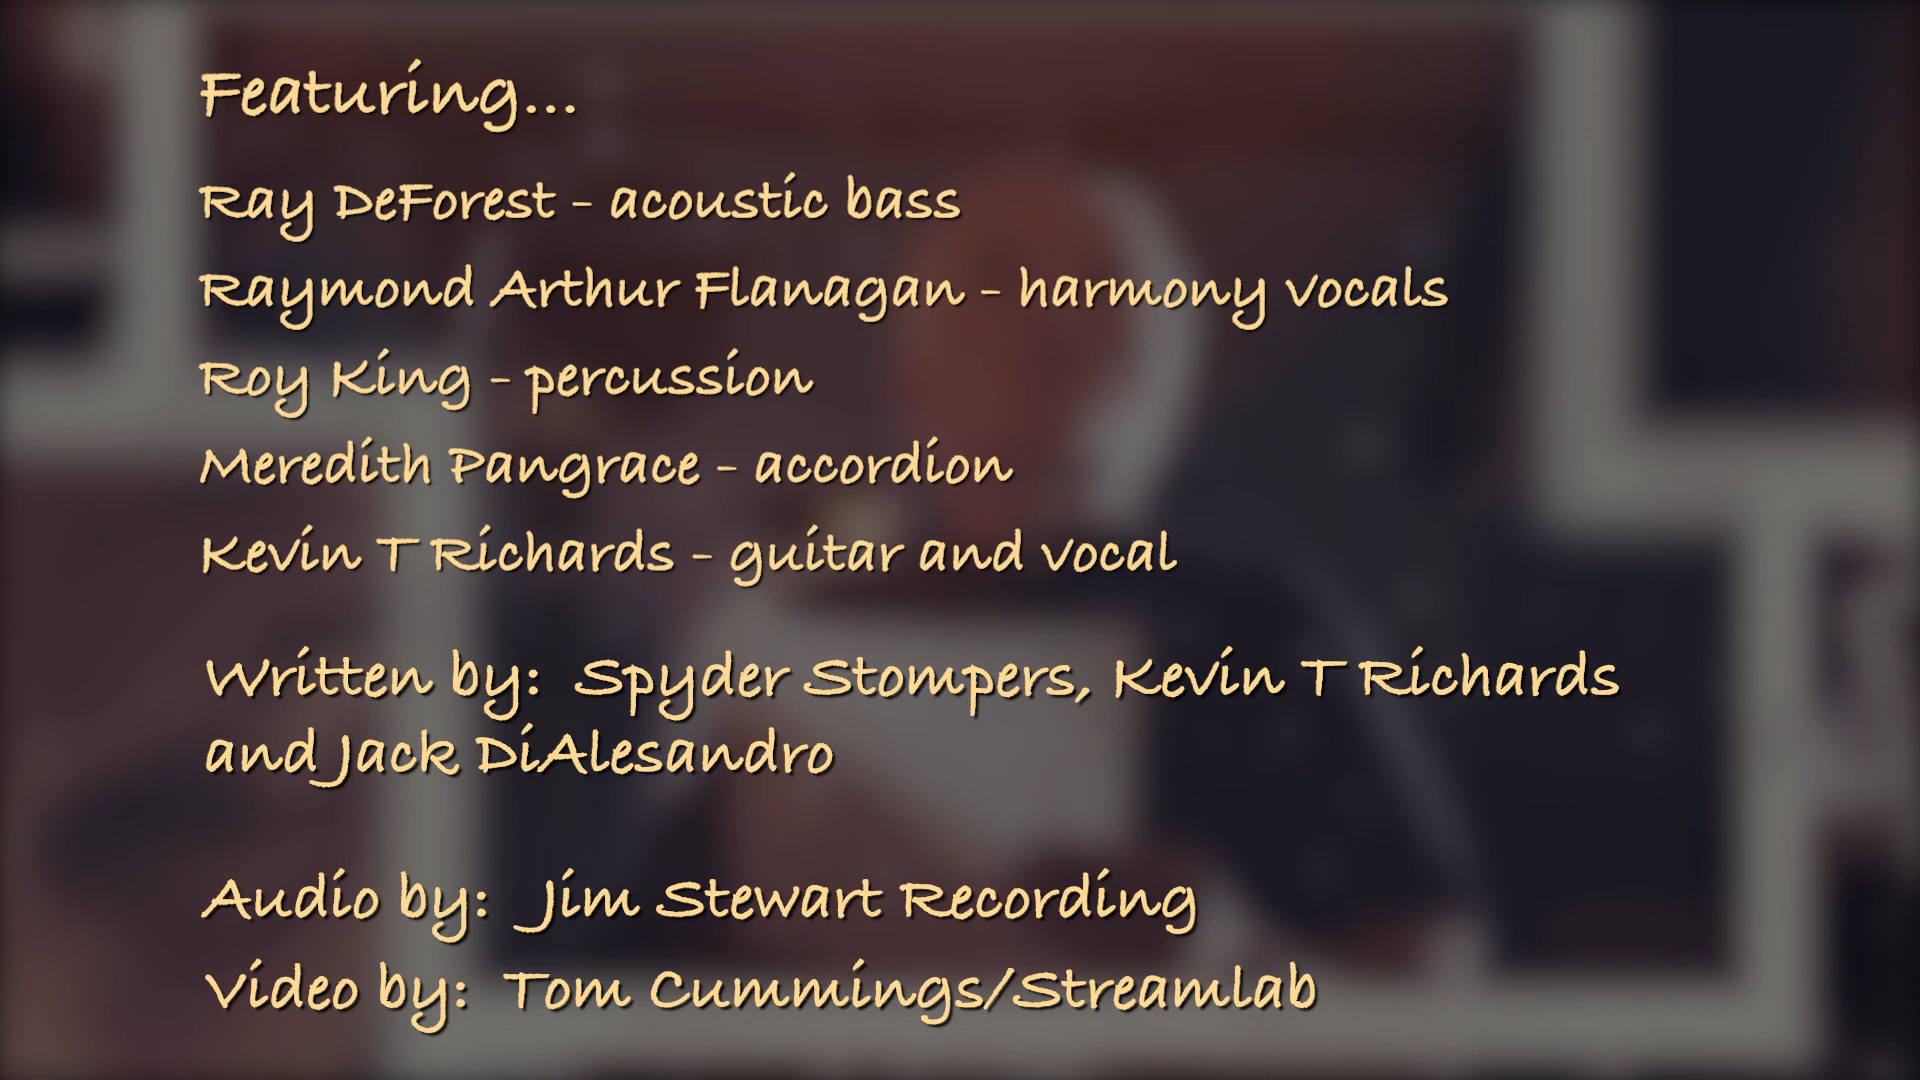 Featuring...
Ray DeForest - acoustic bass
Raymond Arthur Flanagan - harmony vocals
Roy King - percussion
Meredith Pangrace - accordion
Kevin T Richards - guitar and vocal
Written by: Spyder Stompers, Kevin T Richards
and Jack DiAlesandro
Audio by: Jim Stewart Recording
Video by: Tom Cummings/Streamlab